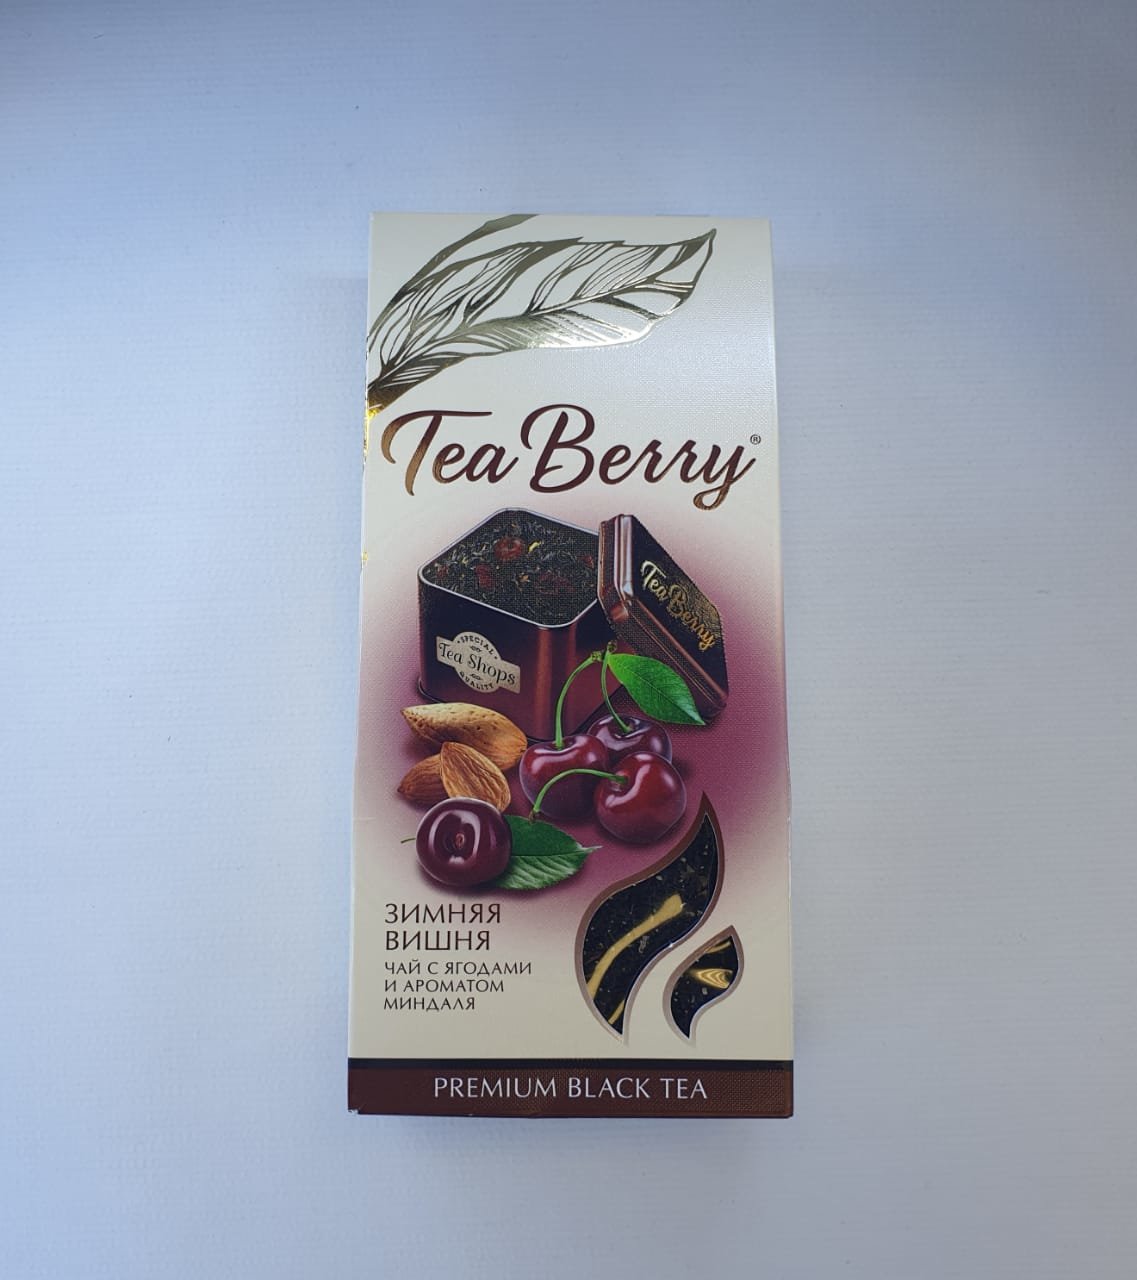 Tea Berry®
Tea Berry
SPECIAL
Tea Shops
QUALITY
ЗИМНЯЯ
ВИШНЯ
ЧАЙ С ЯГОДАМИ
И АРОМАТОМ
МИНДАЛЯ
PREMIUM BLACK TEA